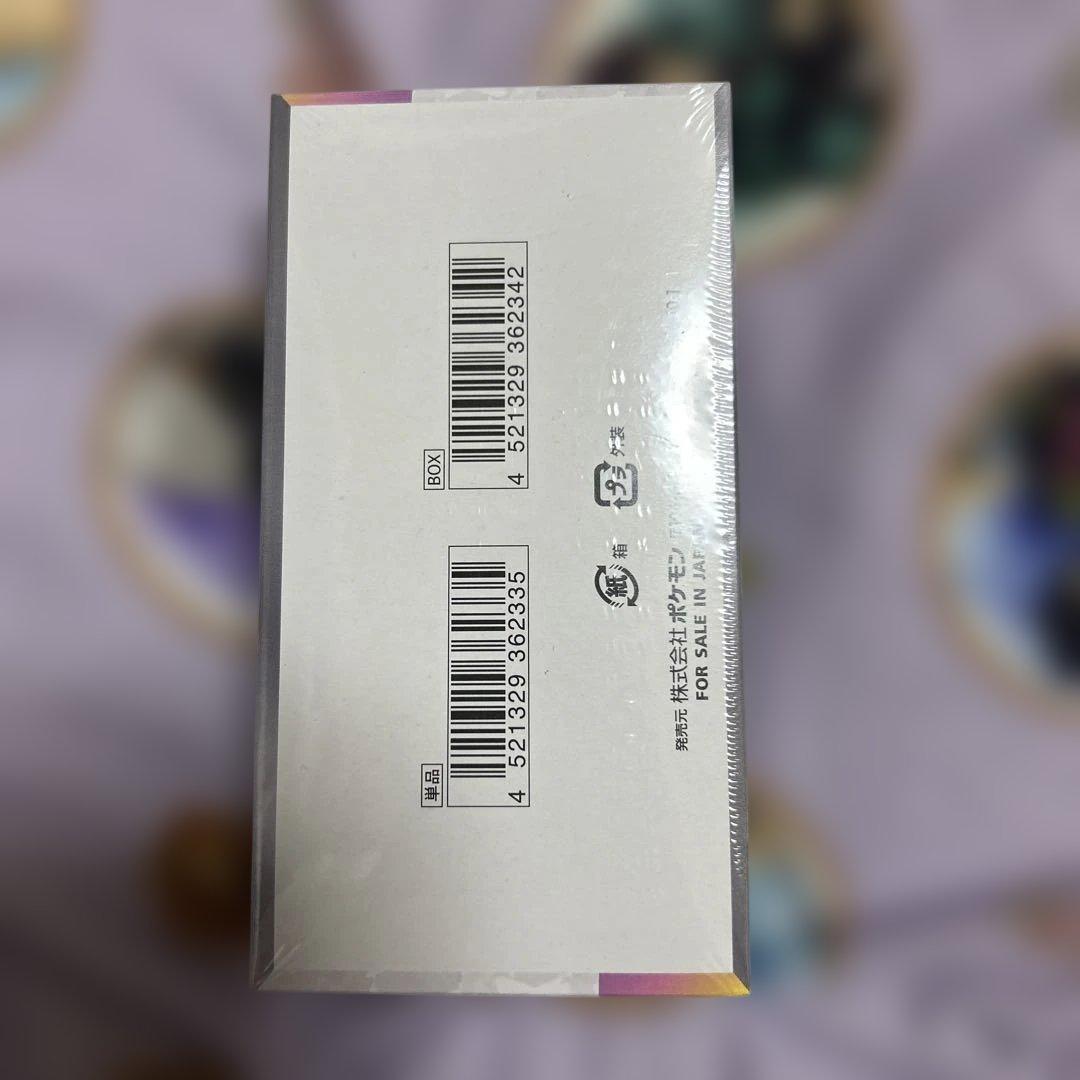 単品
4 521329 362335
BOX
4 521329 362342
紙 箱 プラ 外装
発売元 株式会社 ポケモン
FOR SALE IN JAPAN